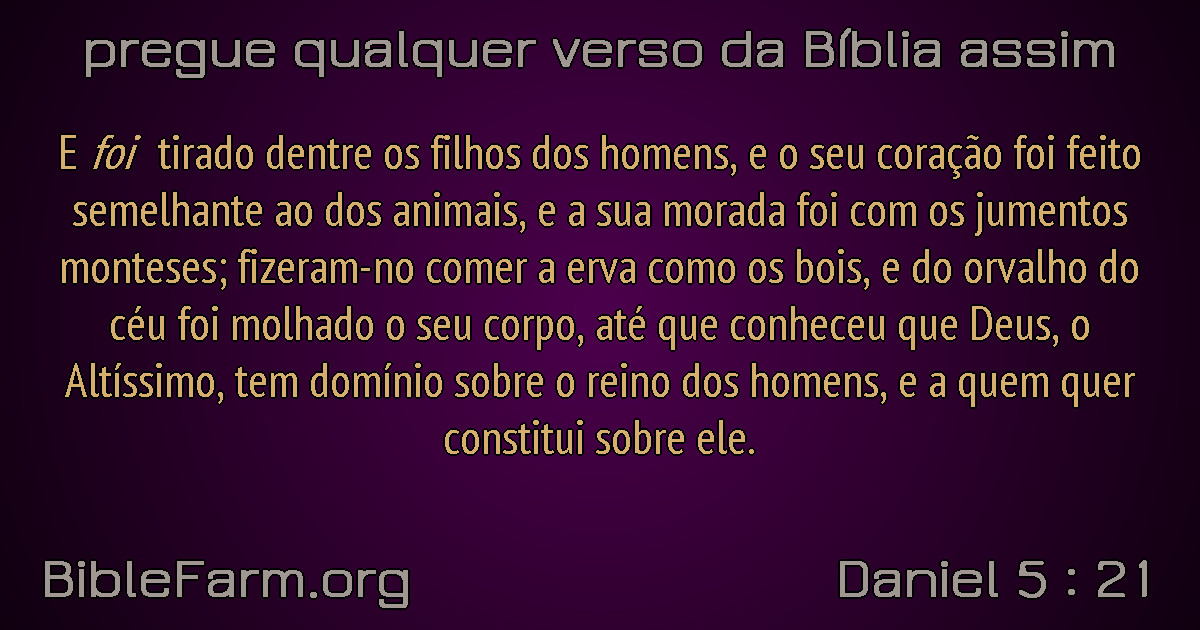 pregue qualquer verso da Bíblia assim
E foi tirado dentre os filhos dos homens, e o seu coração foi feito
semelhante ao dos animais, e a sua morada foi com os jumentos
monteses; fizeram-no comer a erva como os bois, e do orvalho do
céu foi molhado o seu corpo, até que conheceu que Deus, o
Altíssimo, tem domínio sobre o reino dos homens, e a quem quer
constitui sobre ele.
BibleFarm.org
Daniel 5 : 21